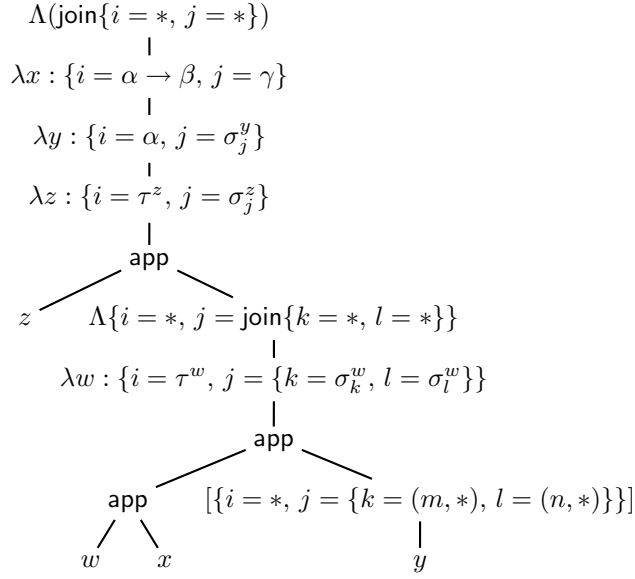 Λ(join{i = ∗, j = ∗})
λx : {i = α → β, j = γ}
λy : {i = α, j = σ_j^y}
λz : {i = τ^z, j = σ_j^z}
app
z Λ{i = ∗, j = join{k = ∗, l = ∗}}
λw : {i = τ^w, j = {k = σ_k^w, l = σ_l^w}}
app
app [{i = ∗, j = {k = (m, ∗), l = (n, ∗)}}]
w x y